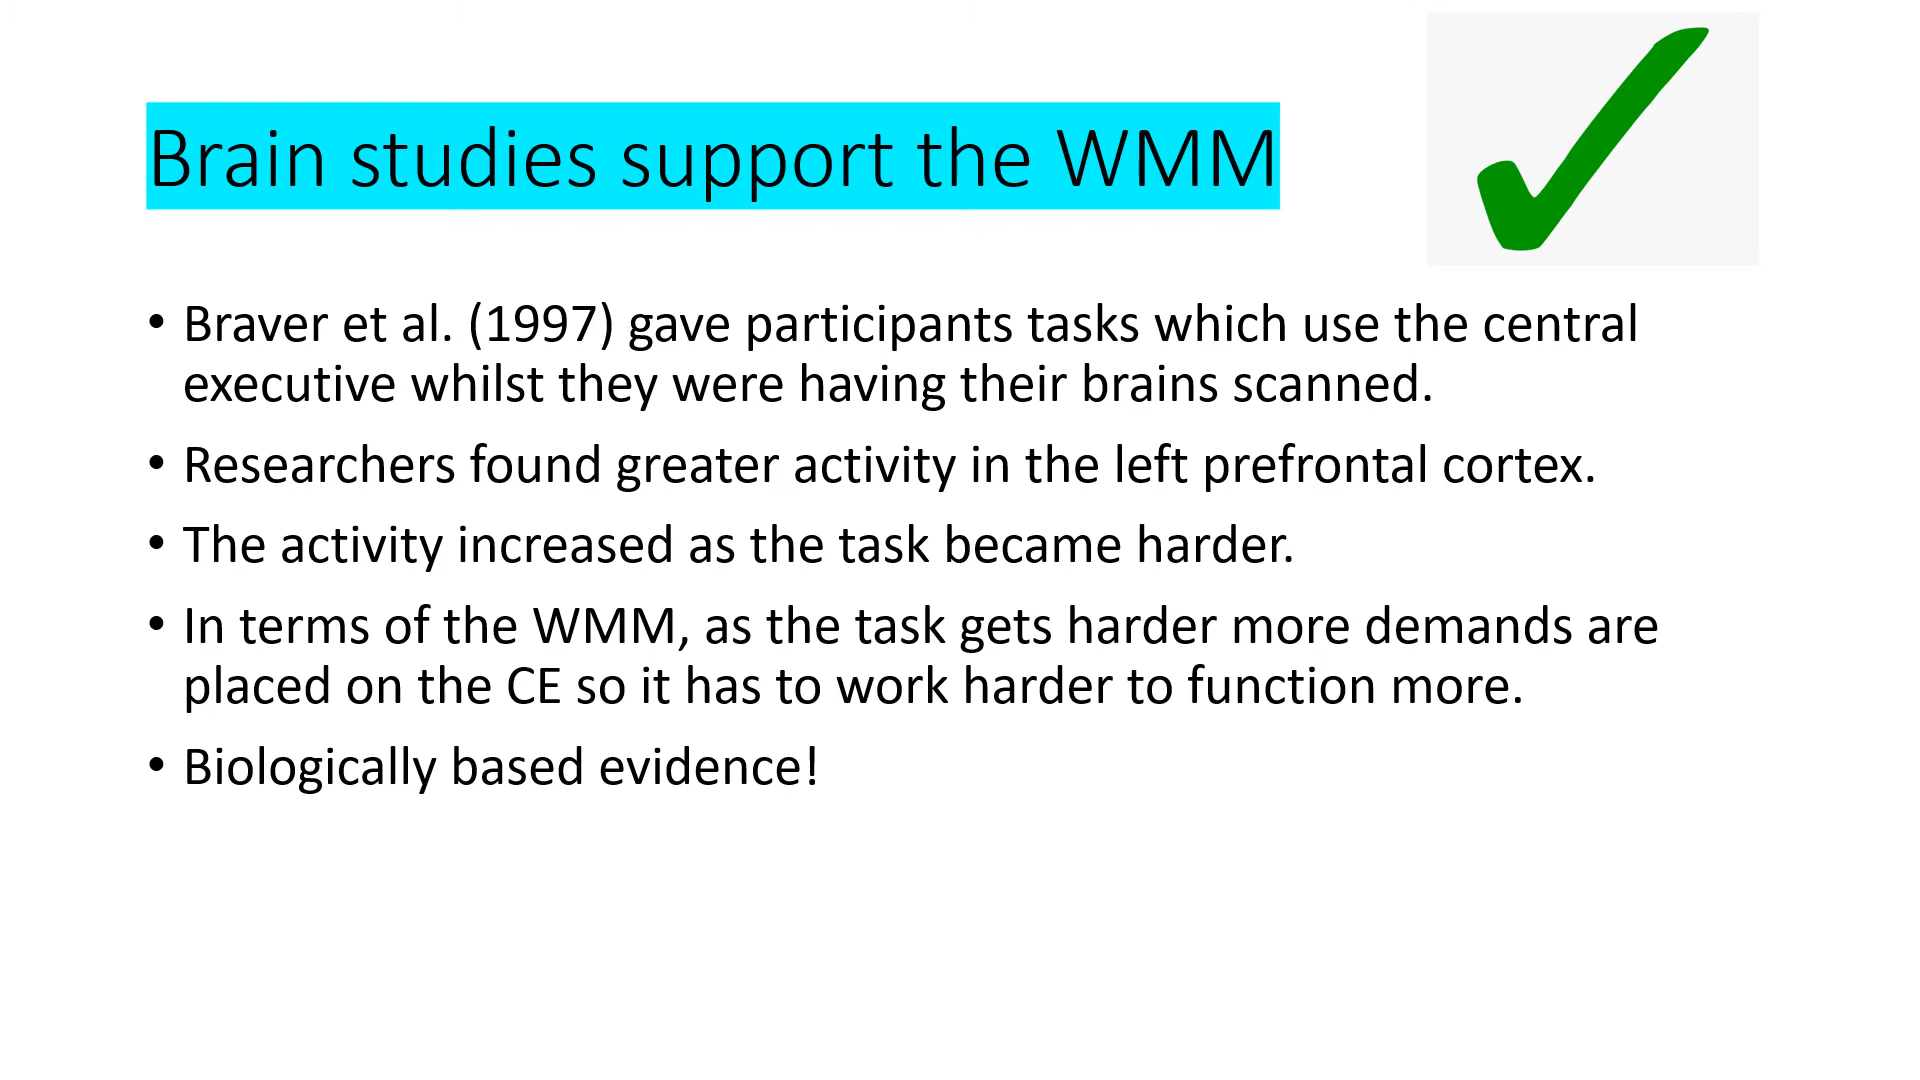 Brain studies support the WMM
• Braver et al. (1997) gave participants tasks which use the central
executive whilst they were having their brains scanned.
• Researchers found greater activity in the left prefrontal cortex.
• The activity increased as the task became harder.
• In terms of the WMM, as the task gets harder more demands are
placed on the CE so it has to work harder to function more.
• Biologically based evidence!